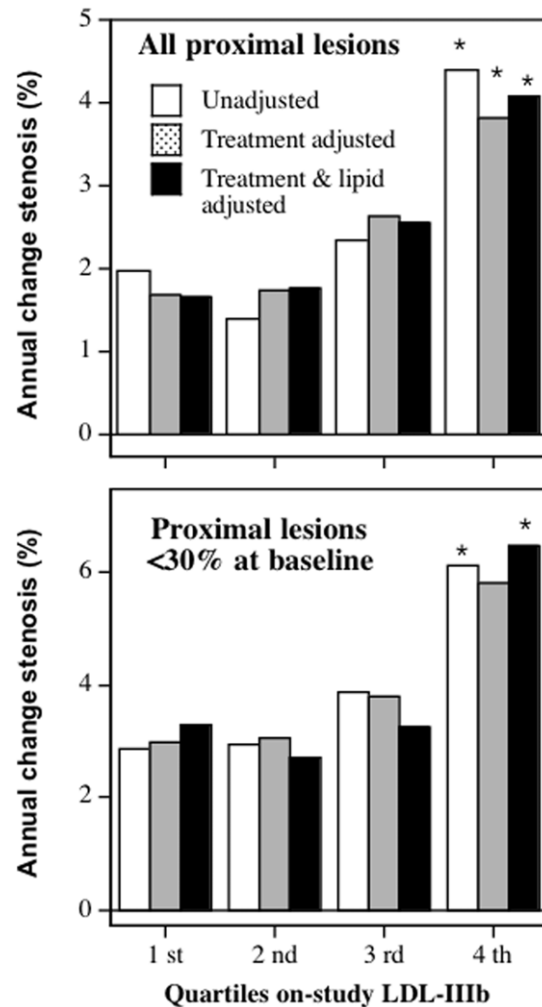 All proximal lesions
Unadjusted
Treatment adjusted
Treatment & lipid
adjusted
Annual change stenosis (%)
5
4
3
2
1
0
* * *
Proximal lesions
<30% at baseline
Annual change stenosis (%)
6
4
2
0
* *
1 st 2 nd 3 rd 4 th
Quartiles on-study LDL-IIIb